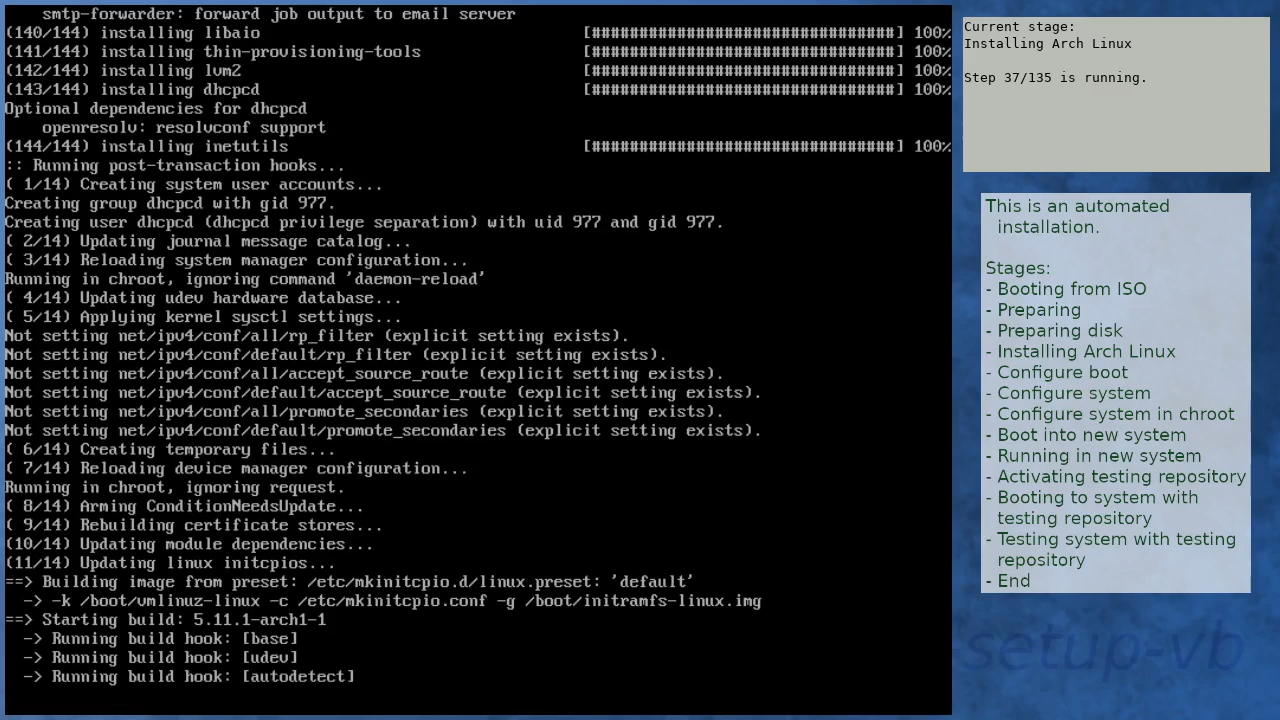 smtp-forwarder: forward job output to email server
(140/144) installing libaio                                   [################################] 100%
(141/144) installing thin-provisioning-tools                  [################################] 100%
(142/144) installing lvm2                                     [################################] 100%
(143/144) installing dhcpcd                                   [################################] 100%
Optional dependencies for dhcpcd
    openresolv: resolvconf support
(144/144) installing inetutils                                [################################] 100%
:: Running post-transaction hooks...
( 1/14) Creating system user accounts...
Creating group dhcpcd with gid 977.
Creating user dhcpcd (dhcpcd privilege separation) with uid 977 and gid 977.
( 2/14) Updating journal message catalog...
( 3/14) Reloading system manager configuration...
Running in chroot, ignoring command 'daemon-reload'
( 4/14) Updating udev hardware database...
( 5/14) Applying kernel sysctl settings...
Not setting net/ipv4/conf/all/rp_filter (explicit setting exists).
Not setting net/ipv4/conf/default/rp_filter (explicit setting exists).
Not setting net/ipv4/conf/all/accept_source_route (explicit setting exists).
Not setting net/ipv4/conf/default/accept_source_route (explicit setting exists).
Not setting net/ipv4/conf/all/promote_secondaries (explicit setting exists).
Not setting net/ipv4/conf/default/promote_secondaries (explicit setting exists).
( 6/14) Creating temporary files...
( 7/14) Reloading device manager configuration...
Running in chroot, ignoring request.
( 8/14) Arming ConditionNeedsUpdate...
( 9/14) Rebuilding certificate stores...
(10/14) Updating module dependencies...
(11/14) Updating linux initcpios...
==> Building image from preset: /etc/mkinitcpio.d/linux.preset: 'default'
  -> -k /boot/vmlinuz-linux -c /etc/mkinitcpio.conf -g /boot/initramfs-linux.img
==> Starting build: 5.11.1-arch1-1
  -> Running build hook: [base]
  -> Running build hook: [udev]
  -> Running build hook: [autodetect]
Current stage:
Installing Arch Linux
Step 37/135 is running.
This is an automated
installation.
Stages:
- Booting from ISO
- Preparing
- Preparing disk
- Installing Arch Linux
- Configure boot
- Configure system
- Configure system in chroot
- Boot into new system
- Running in new system
- Activating testing repository
- Booting to system with
testing repository
- Testing system with testing
repository
- End
-setup-vb